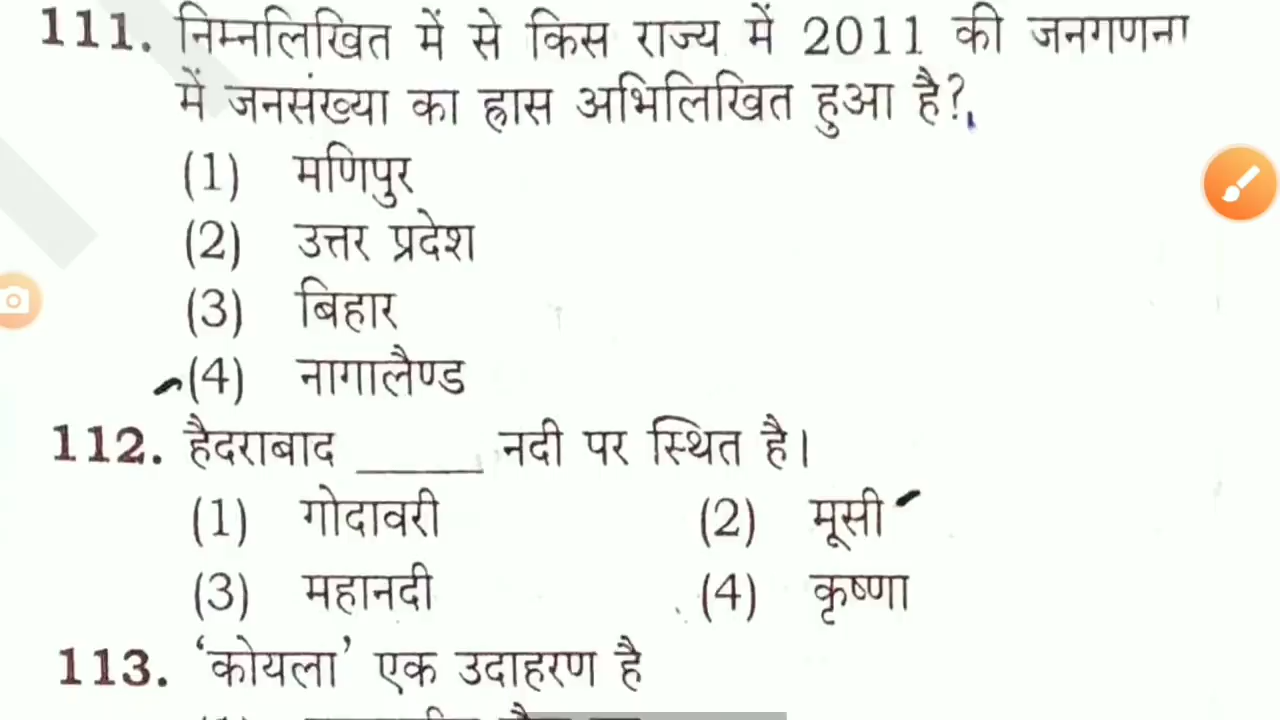 111. निम्नलिखित में से किस राज्य में 2011 की जनगणना
में जनसंख्या का ह्रास अभिलिखित हुआ है?
(1) मणिपुर
(2) उत्तर प्रदेश
(3) बिहार
(4) नागालैण्ड
112. हैदराबाद ______ नदी पर स्थित है।
(1) गोदावरी (2) मूसी
(3) महानदी (4) कृष्णा
113. ‘कोयला’ एक उदाहरण है